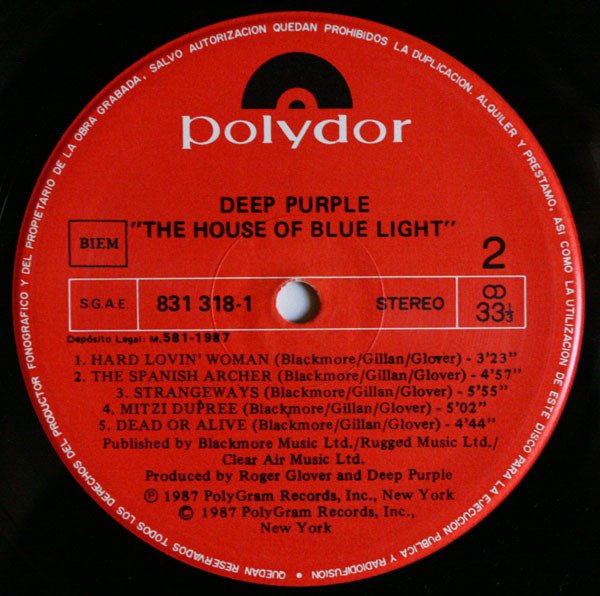 QUEDAN RESERVADOS TODOS LOS DERECHOS DEL PRODUCTOR FONOGRAFICO Y DEL PROPIETARIO DE LA OBRA GRABADA, SALVO AUTORIZACION QUEDAN PROHIBIDOS LA DUPLICACION, ALQUILER Y PRESTAMO, ASI COMO LA UTILIZACION DE ESTE DISCO PARA LA EJECUCION PUBLICA Y RADIODIFUSION •
polydor
DEEP PURPLE
"THE HOUSE OF BLUE LIGHT"
BIEM
2
S.G.A.E
831 318-1
STEREO
33⅓
Depósito Legal: M.581-1987
1. HARD LOVIN' WOMAN (Blackmore/Gillan/Glover) - 3'23"
2. THE SPANISH ARCHER (Blackmore/Gillan/Glover) - 4'57"
3. STRANGEWAYS (Blackmore/Gillan/Glover) - 5'55"
4. MITZI DUPREE (Blackmore/Gillan/Glover) - 5'02"
5. DEAD OR ALIVE (Blackmore/Gillan/Glover) - 4'44"
Published by Blackmore Music Ltd./Rugged Music Ltd./
Clear Air Music Ltd.
Produced by Roger Glover and Deep Purple
℗ 1987 PolyGram Records, Inc., New York
© 1987 PolyGram Records, Inc.,
New York